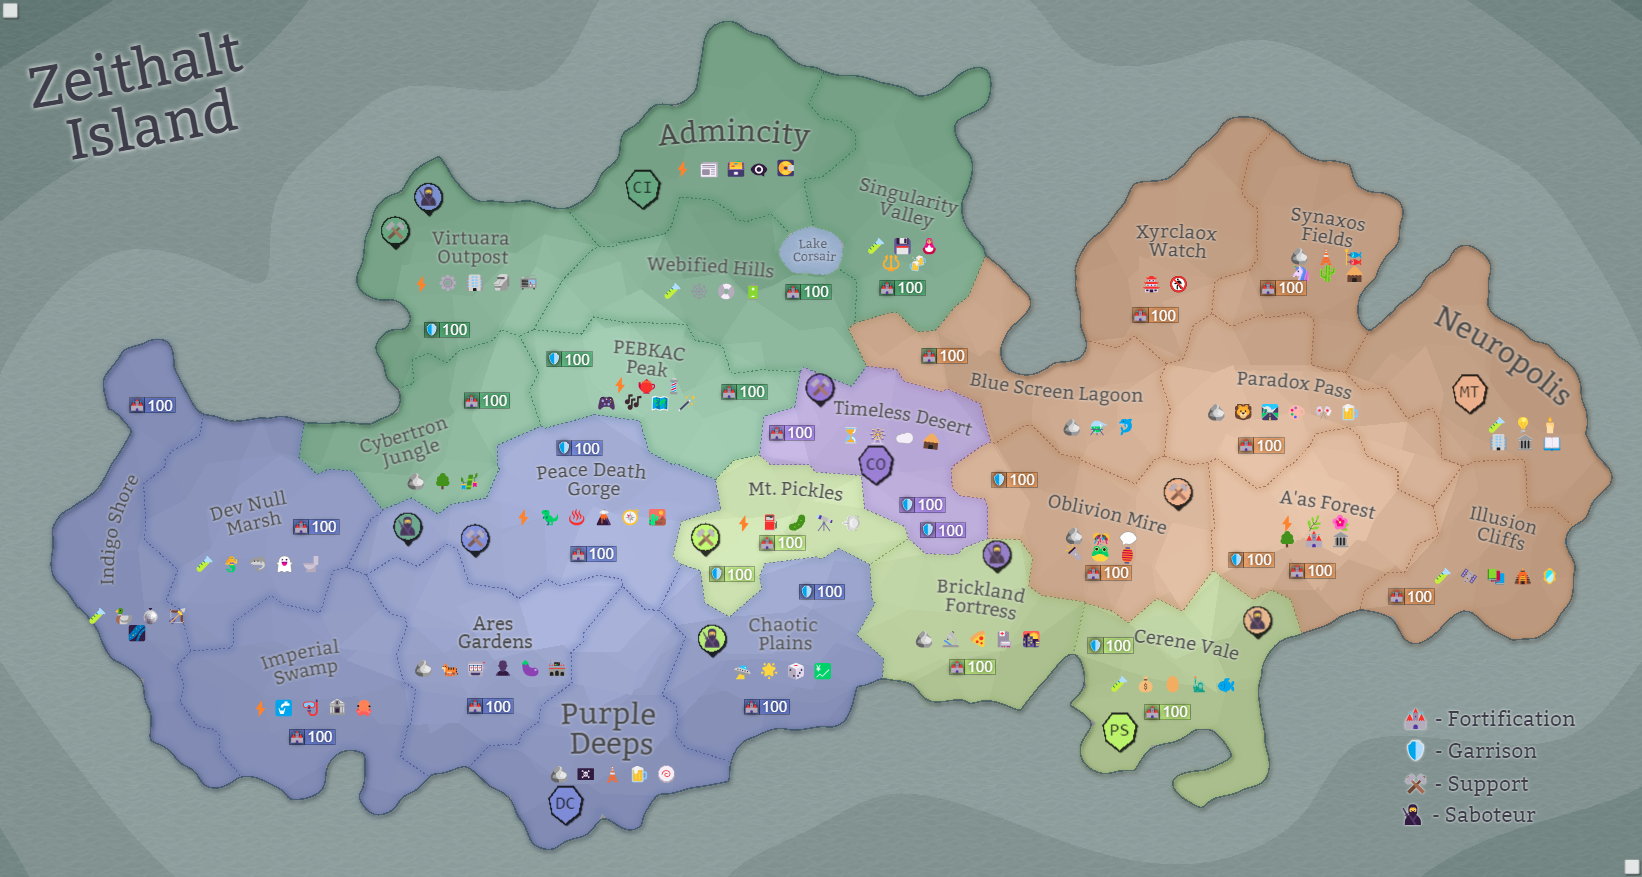 Zeithalt
Island
Admincity
CI
Singularity
Valley
Lake
Corsair
100
Virtuara
Outpost
100
Webified Hills
100
Xyrclaox
Watch
100
Synaxos
Fields
100
Neuropolis
MT
PEBKAC
Peak
100
100
100
Blue Screen Lagoon
Paradox Pass
100
100
Cybertron
Jungle
100
Timeless Desert
100
CO
100
100
Indigo Shore
Dev Null
Marsh
100
100
Peace Death
Gorge
100
Mt. Pickles
100
100
100
Oblivion Mire
100
A'as Forest
100
100
Illusion
Cliffs
100
Brickland
Fortress
100
Cerene Vale
100
100
PS
Chaotic
Plains
100
100
Ares
Gardens
100
Imperial
Swamp
100
Purple
Deeps
DC
- Fortification
- Garrison
- Support
- Saboteur